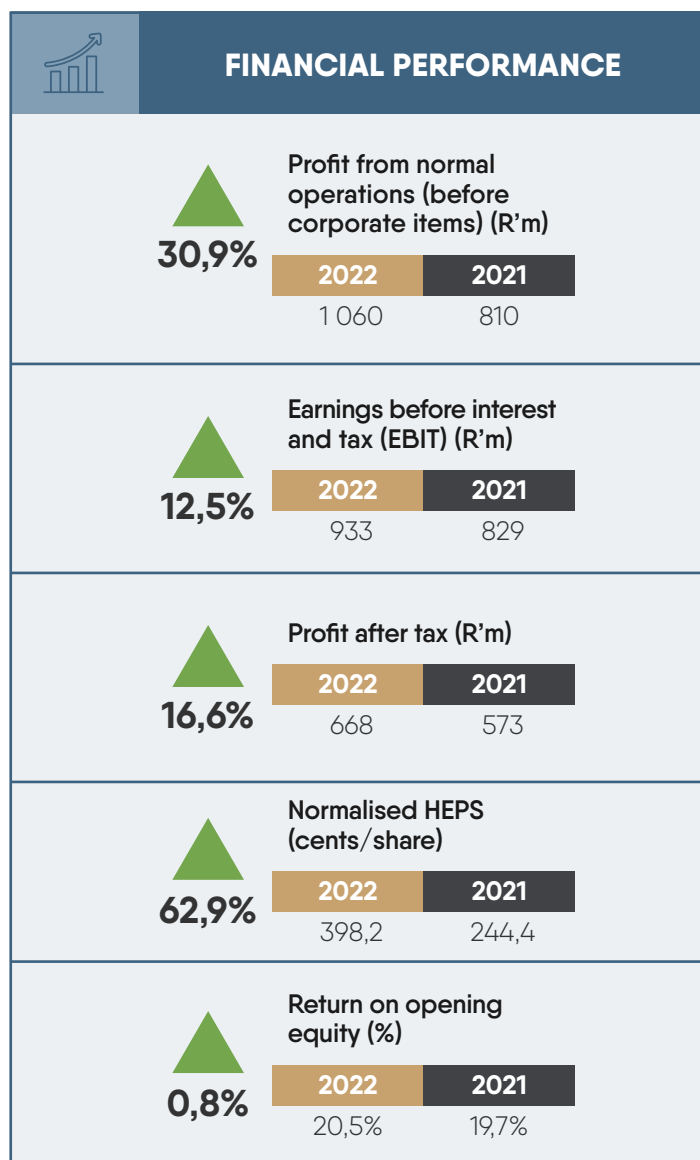 FINANCIAL PERFORMANCE
Profit from normal
operations (before
corporate items) (R'm)
30,9%
2022 2021
1 060 810
Earnings before interest
and tax (EBIT) (R'm)
12,5%
2022 2021
933 829
Profit after tax (R'm)
16,6%
2022 2021
668 573
Normalised HEPS
(cents/share)
62,9%
2022 2021
398,2 244,4
Return on opening
equity (%)
0,8%
2022 2021
20,5% 19,7%